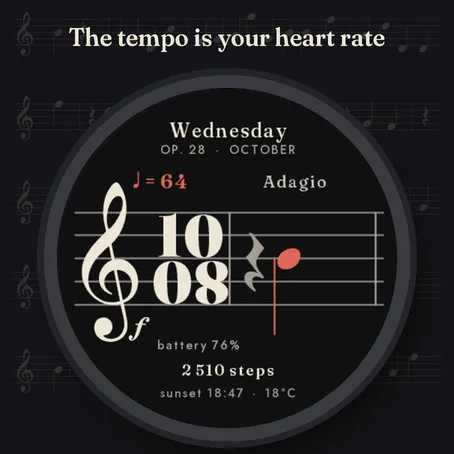 The tempo is your heart rate
Wednesday
OP. 28 · OCTOBER
♩= 64 Adagio
10
08
f
battery 76%
2 510 steps
sunset 18:47 · 18°C